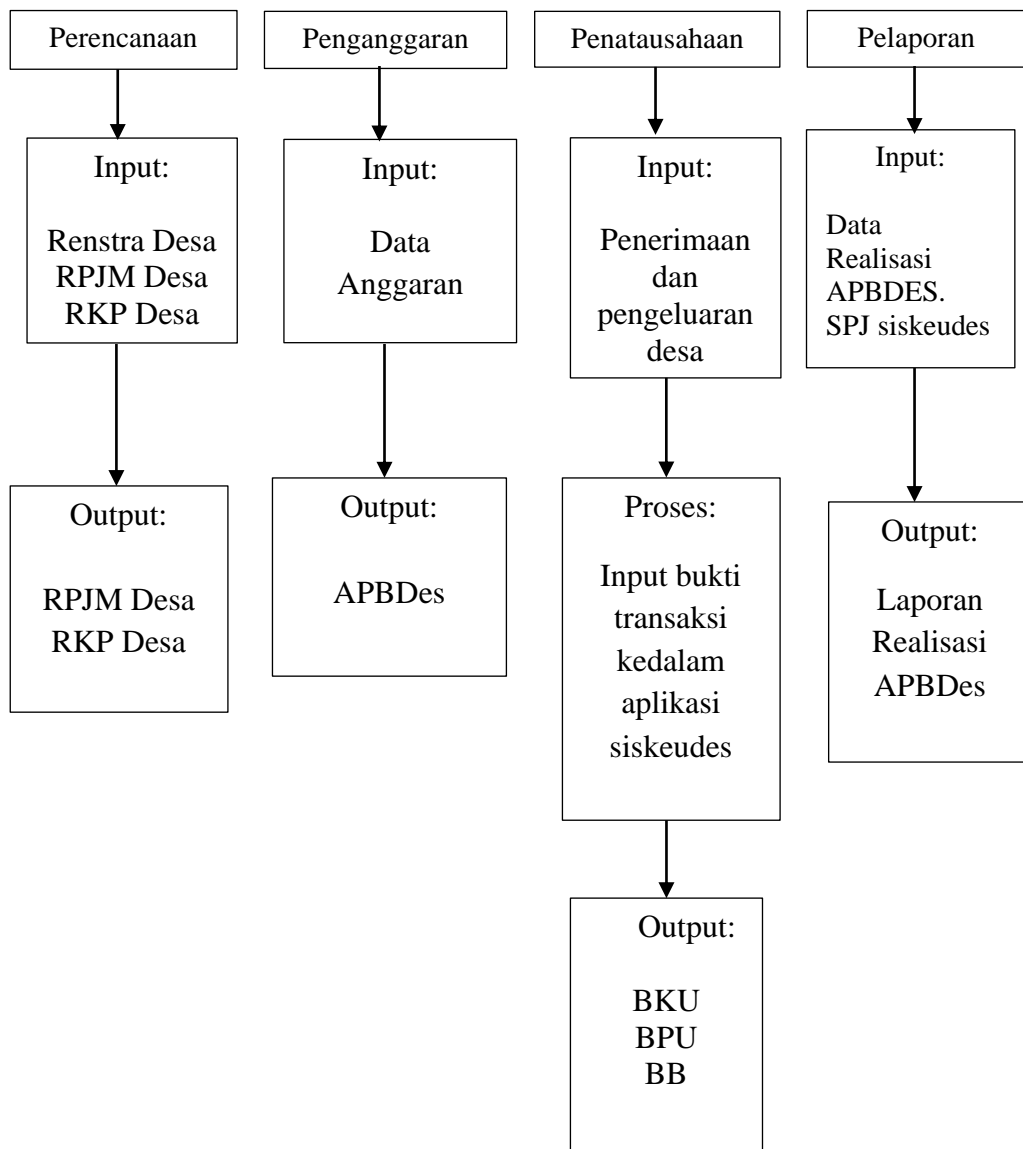 Perencanaan
Penganggaran
Penatausahaan
Pelaporan
Input:
Renstra Desa
RPJM Desa
RKP Desa
Input:
Data
Anggaran
Input:
Penerimaan
dan
pengeluaran
desa
Input:
Data
Realisasi
APBDES.
SPJ siskeudes
Output:
RPJM Desa
RKP Desa
Output:
APBDes
Proses:
Input bukti
transaksi
kedalam
aplikasi
siskeudes
Output:
Laporan
Realisasi
APBDes
Output:
BKU
BPU
BB